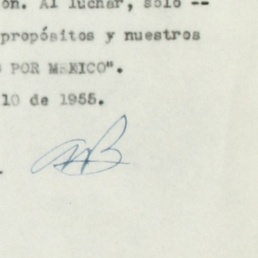 ón. Al luchar, sólo --
propósitos y nuestros
POR MEXICO".
10 de 1955.